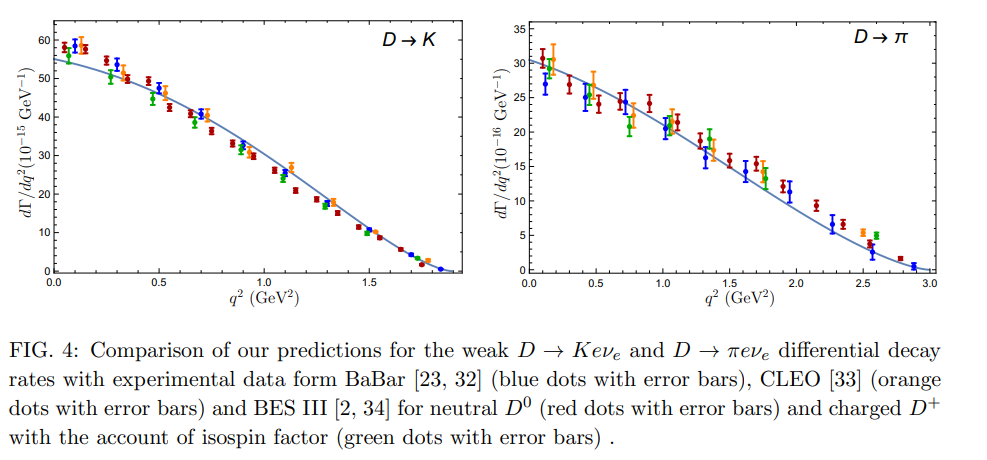 D → K
60
50
40
30
20
10
0
dΓ/dq²(10⁻¹⁵ GeV⁻¹)
0.0 0.5 1.0 1.5
q² (GeV²)
D → π
35
30
25
20
15
10
5
0
dΓ/dq²(10⁻¹⁶ GeV⁻¹)
0.0 0.5 1.0 1.5 2.0 2.5 3.0
q² (GeV²)
FIG. 4: Comparison of our predictions for the weak D → Keνₑ and D → πeνₑ differential decay
rates with experimental data form BaBar [23, 32] (blue dots with error bars), CLEO [33] (orange
dots with error bars) and BES III [2, 34] for neutral D⁰ (red dots with error bars) and charged D⁺
with the account of isospin factor (green dots with error bars) .